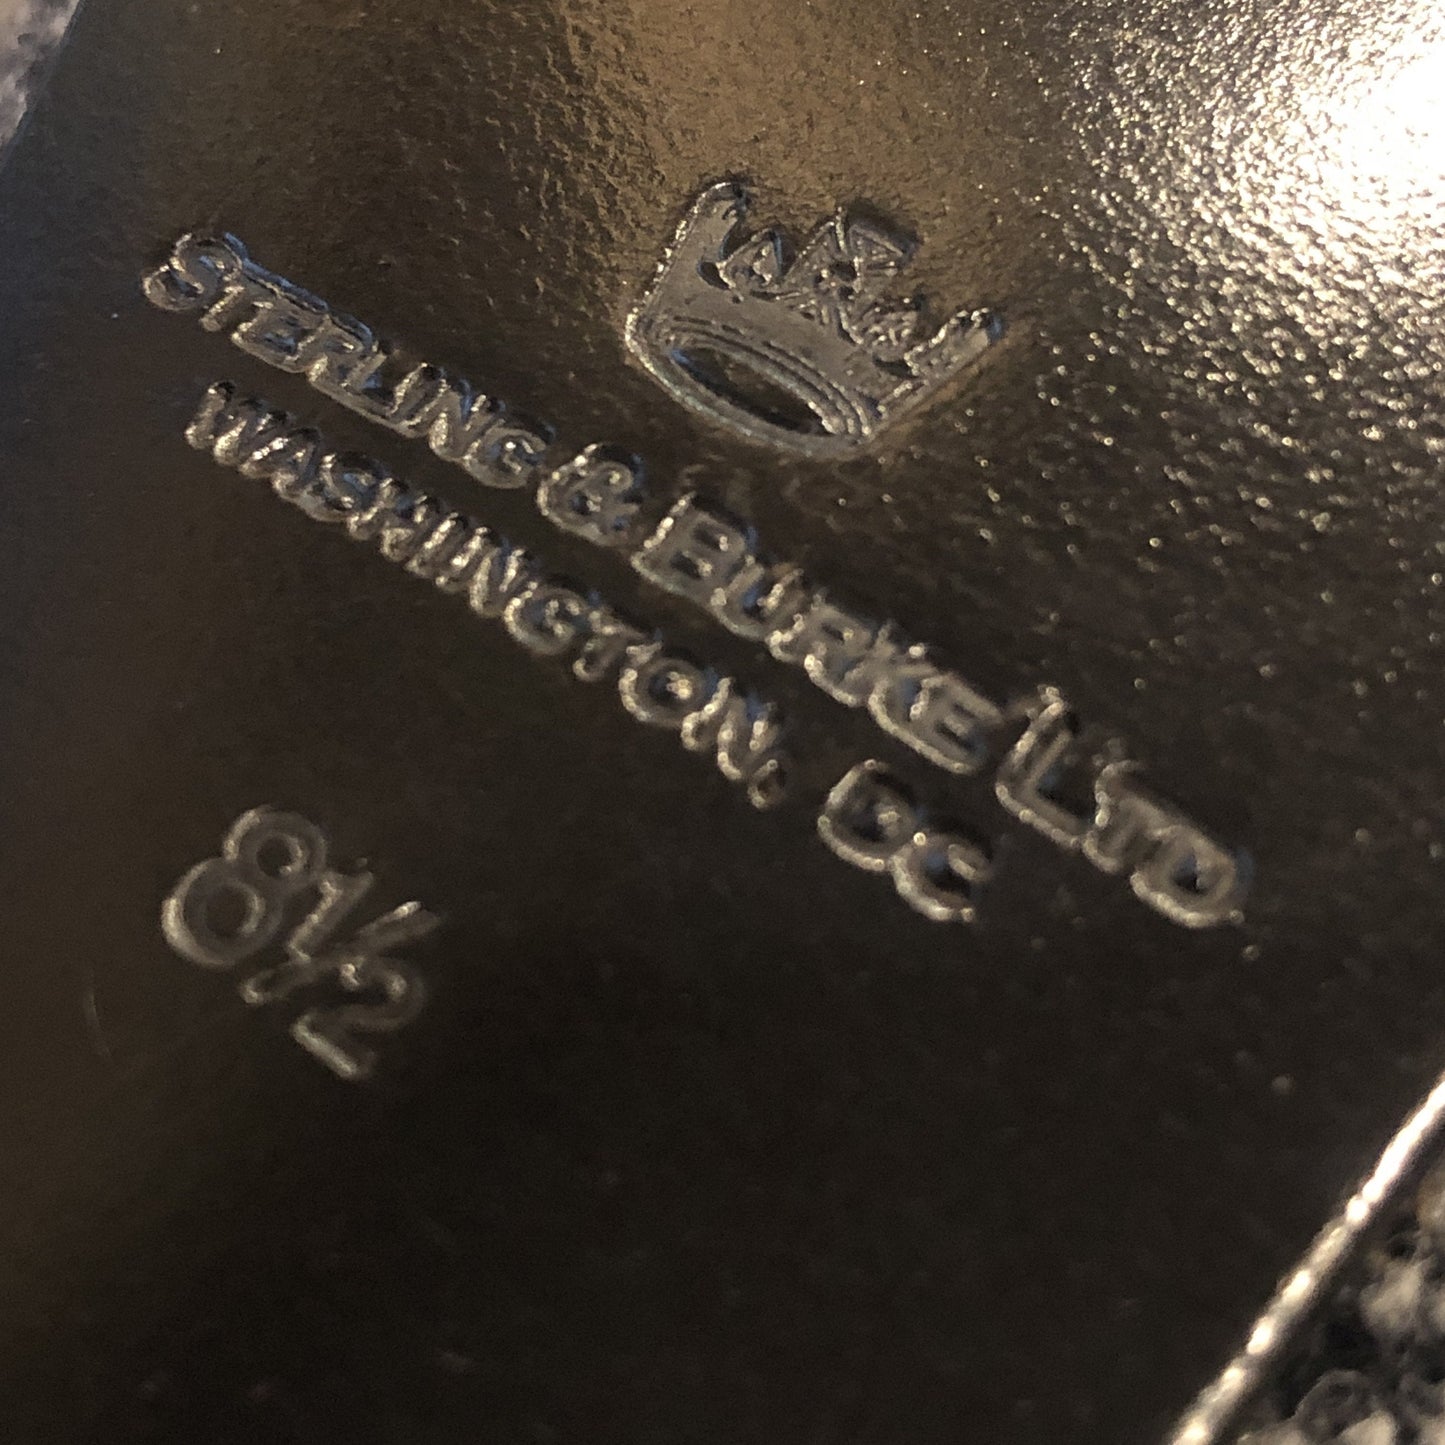 STERLING & BURKE LTD
WASHINGTON, DC
8½